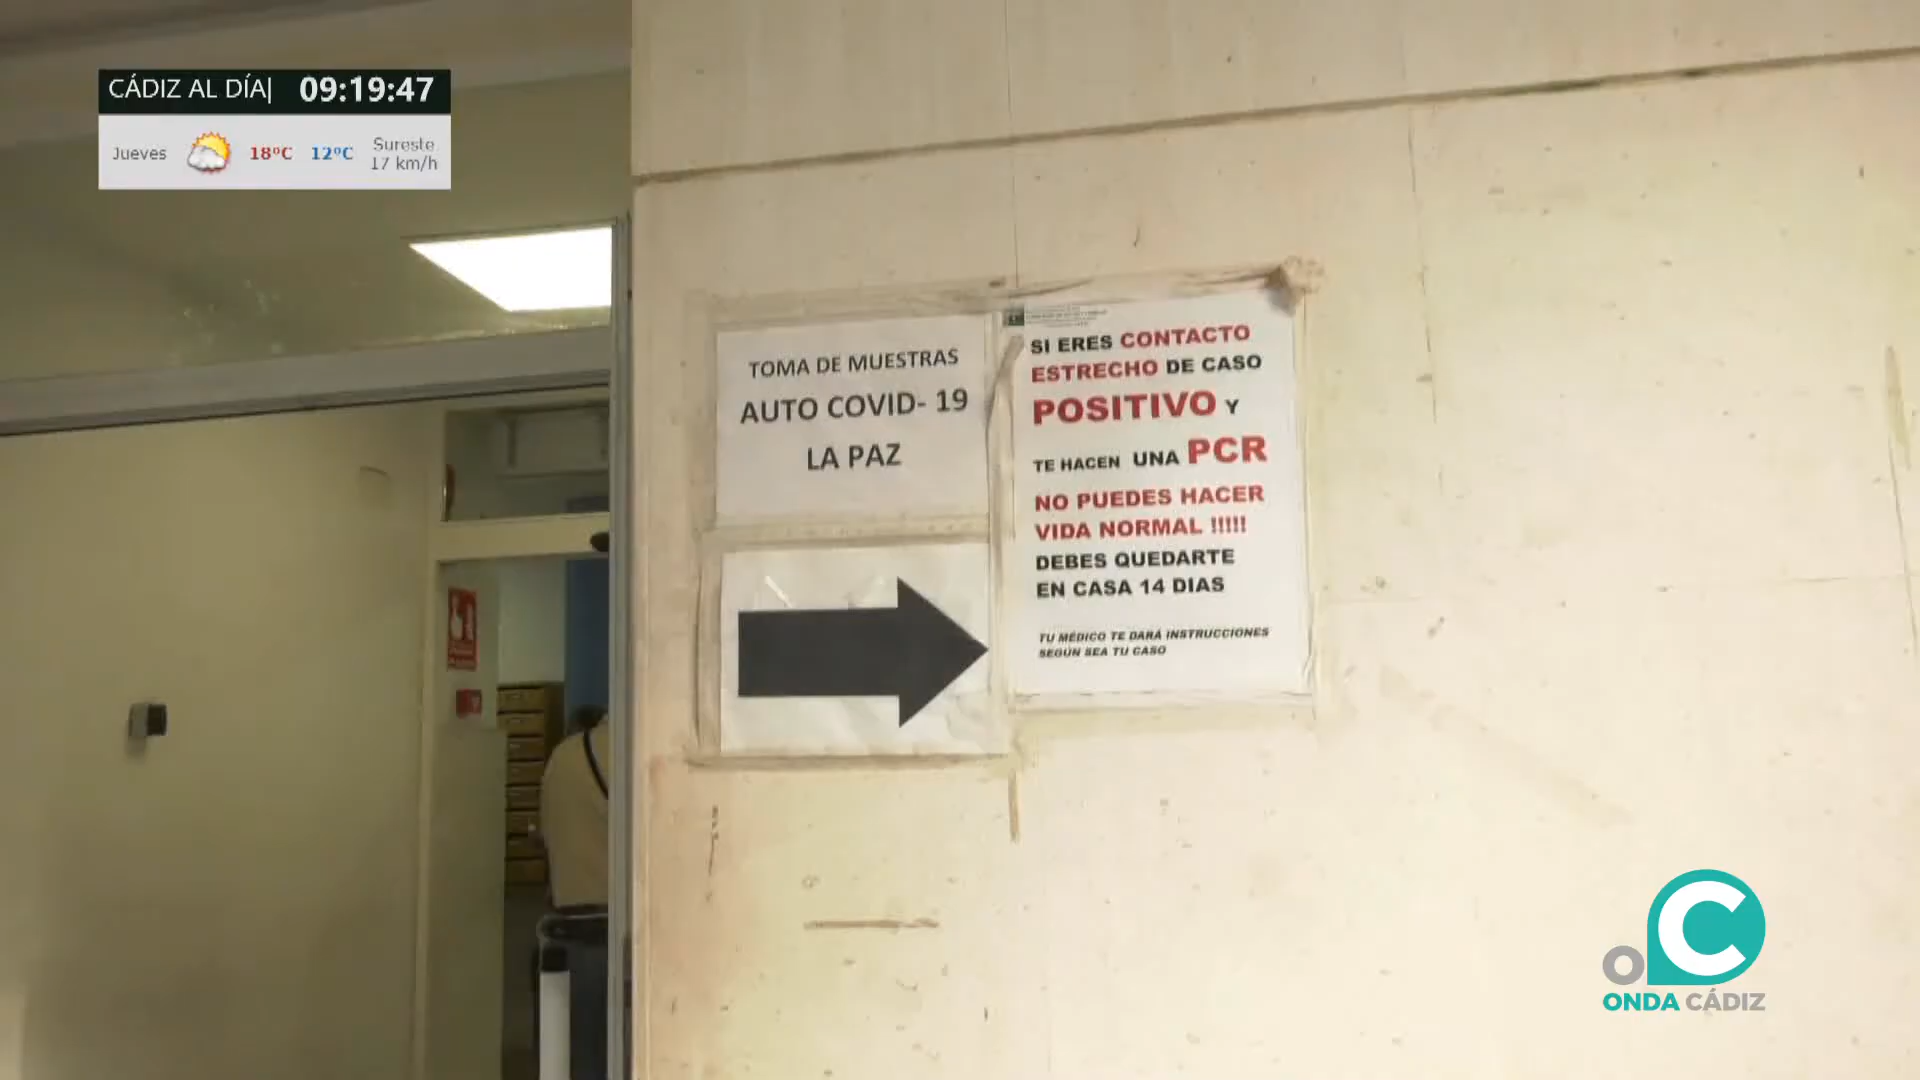 CÁDIZ AL DÍA| 09:19:47
Jueves 18ºC 12ºC Sureste
17 km/h
TOMA DE MUESTRAS
AUTO COVID- 19
LA PAZ
SI ERES CONTACTO
ESTRECHO DE CASO
POSITIVO Y
TE HACEN UNA PCR
NO PUEDES HACER
VIDA NORMAL !!!!!
DEBES QUEDARTE
EN CASA 14 DIAS
TU MÉDICO TE DARÁ INSTRUCCIONES
SEGÚN SEA TU CASO
ONDA CÁDIZ